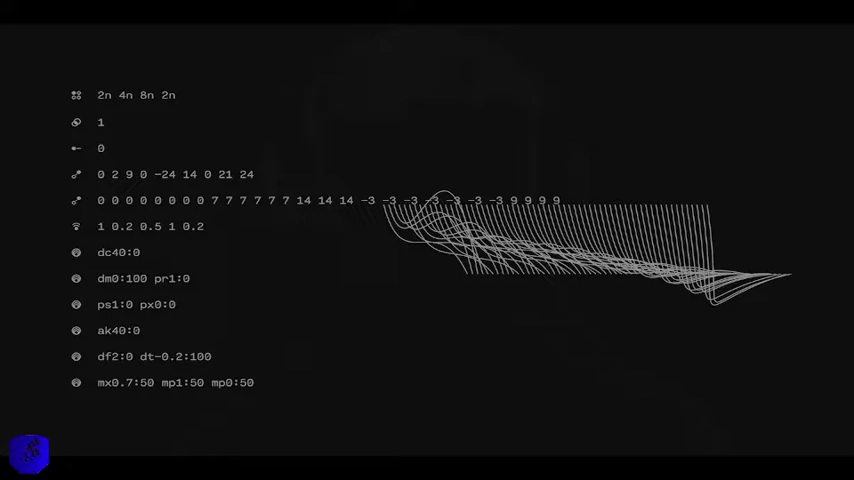 2n 4n 8n 2n
1
0
0 2 9 0 -24 14 0 21 24
0 0 0 0 0 0 0 0 7 7 7 7 7 7 14 14 14 -3 -3 -3 -3 -3 -3 -3 9 9 9 9
1 0.2 0.5 1 0.2
dc40:0
dm0:100 pr1:0
ps1:0 px0:0
ak40:0
df2:0 dt-0.2:100
mx0.7:50 mp1:50 mp0:50